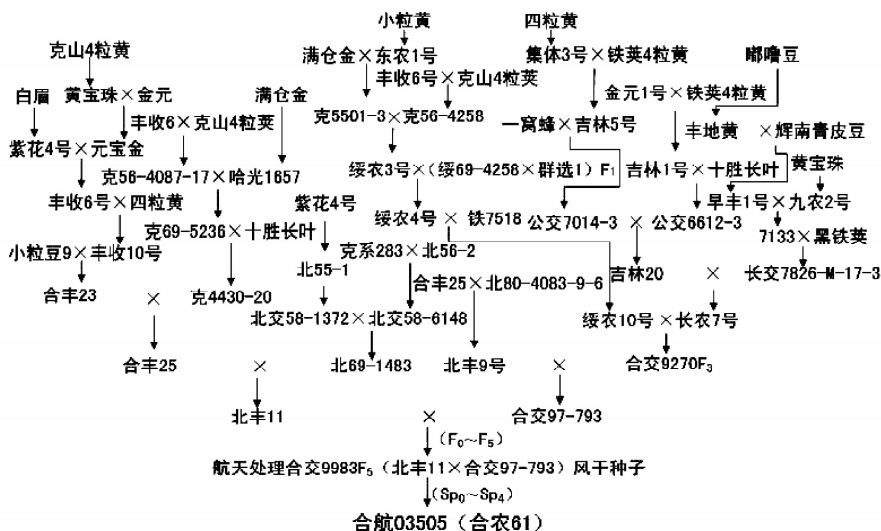 小粒黄 四粒黄
克山4粒黄 满仓金×东农1号 集体3号×铁荚4粒黄 嘟噜豆
白眉 黄宝珠×金元 满仓金 丰收6号×克山4粒荚 金元1号×铁荚4粒黄
丰收6×克山4粒荚 克5501-3×克56-4258 一窝蜂×吉林5号 丰地黄×辉南青皮豆
紫花4号×元宝金 黄宝珠
克56-4087-17×哈光1657 绥农3号×(绥69-4258×群选1)F₁ 吉林1号×十胜长叶
丰收6号×四粒黄 紫花4号 早丰1号×九农2号
克69-5236×十胜长叶 绥农4号×铁7518 公交7014-3×公交6612-3
小粒豆9×丰收10号 克系283×北56-2 7133×黑铁荚
北55-1 合丰25×北80-4083-9-6 吉林20× 长交7826-M-17-3
合丰23×克4430-20
北交58-1372×北交58-6148 绥农10号×长农7号
合丰25×北69-1483 北丰9号× 合交9270F₃
北丰11×合交97-793
(F₀~F₅)
航天处理合交9983F₅(北丰11×合交97-793)风干种子
(Sp₀~Sp₄)
合航03505(合农61)